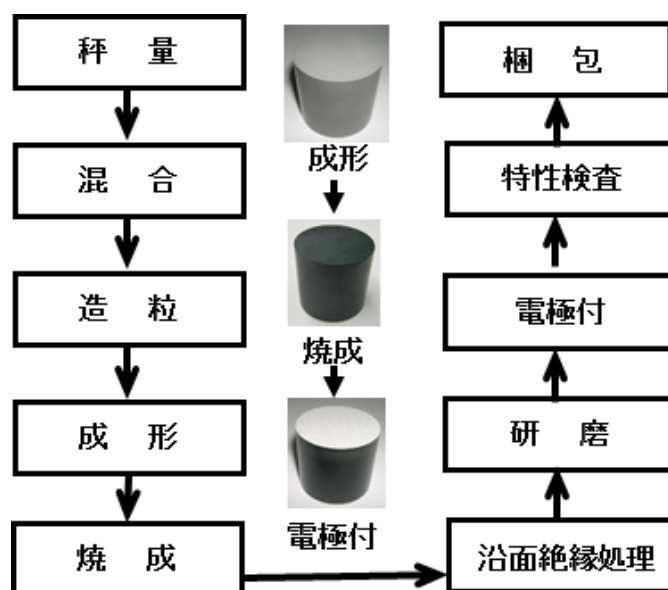 秤　量
混　合
造　粒
成　形
焼　成
成形
焼成
電極付
沿面絶縁処理
研　磨
電極付
特性検査
梱　包